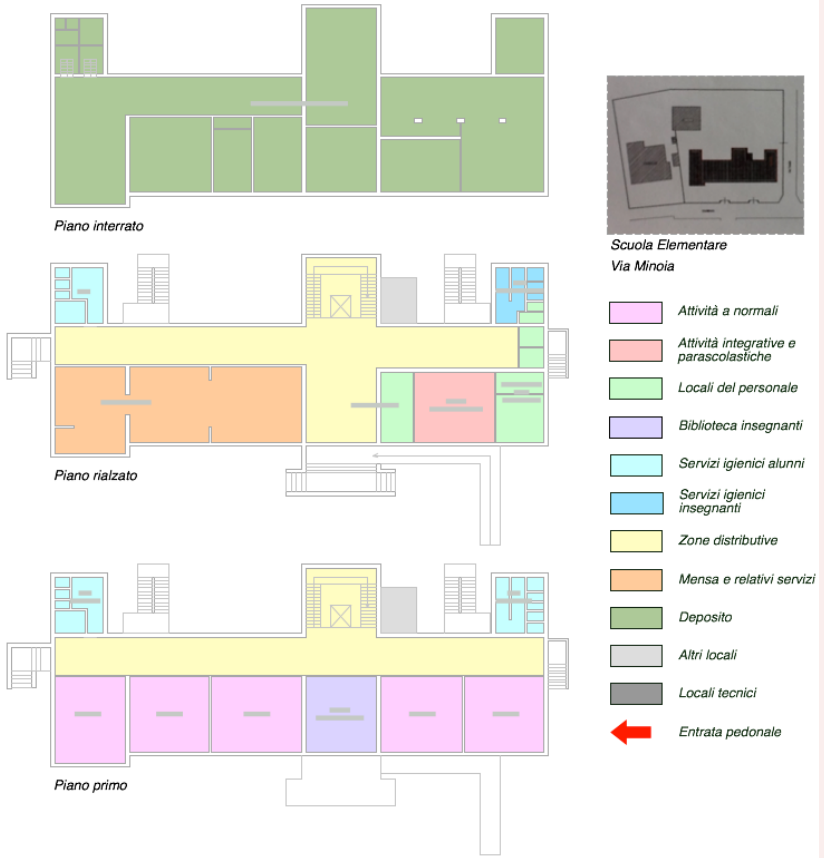 Piano interrato
Scuola Elementare
Via Minoia
Attività a normali
Attività integrative e
parascolastiche
Locali del personale
Biblioteca insegnanti
Servizi igienici alunni
Servizi igienici
insegnanti
Zone distributive
Mensa e relativi servizi
Deposito
Altri locali
Locali tecnici
Entrata pedonale
Piano rialzato
Piano primo